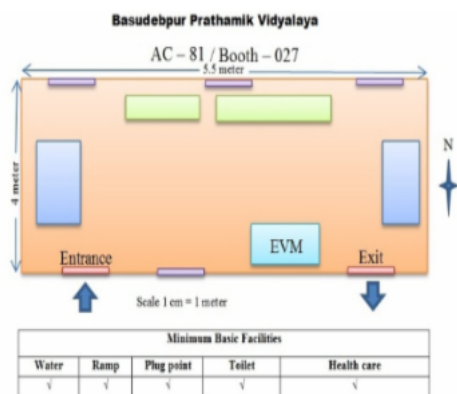 Basudebpur Prathamik Vidyalaya
AC – 81 / Booth – 027
5.5 meter
4 meter
N
EVM
Entrance
Exit
Scale 1 cm = 1 meter
Minimum Basic Facilities
Water Ramp Plug point Toilet Health care
√ √ √ √ √